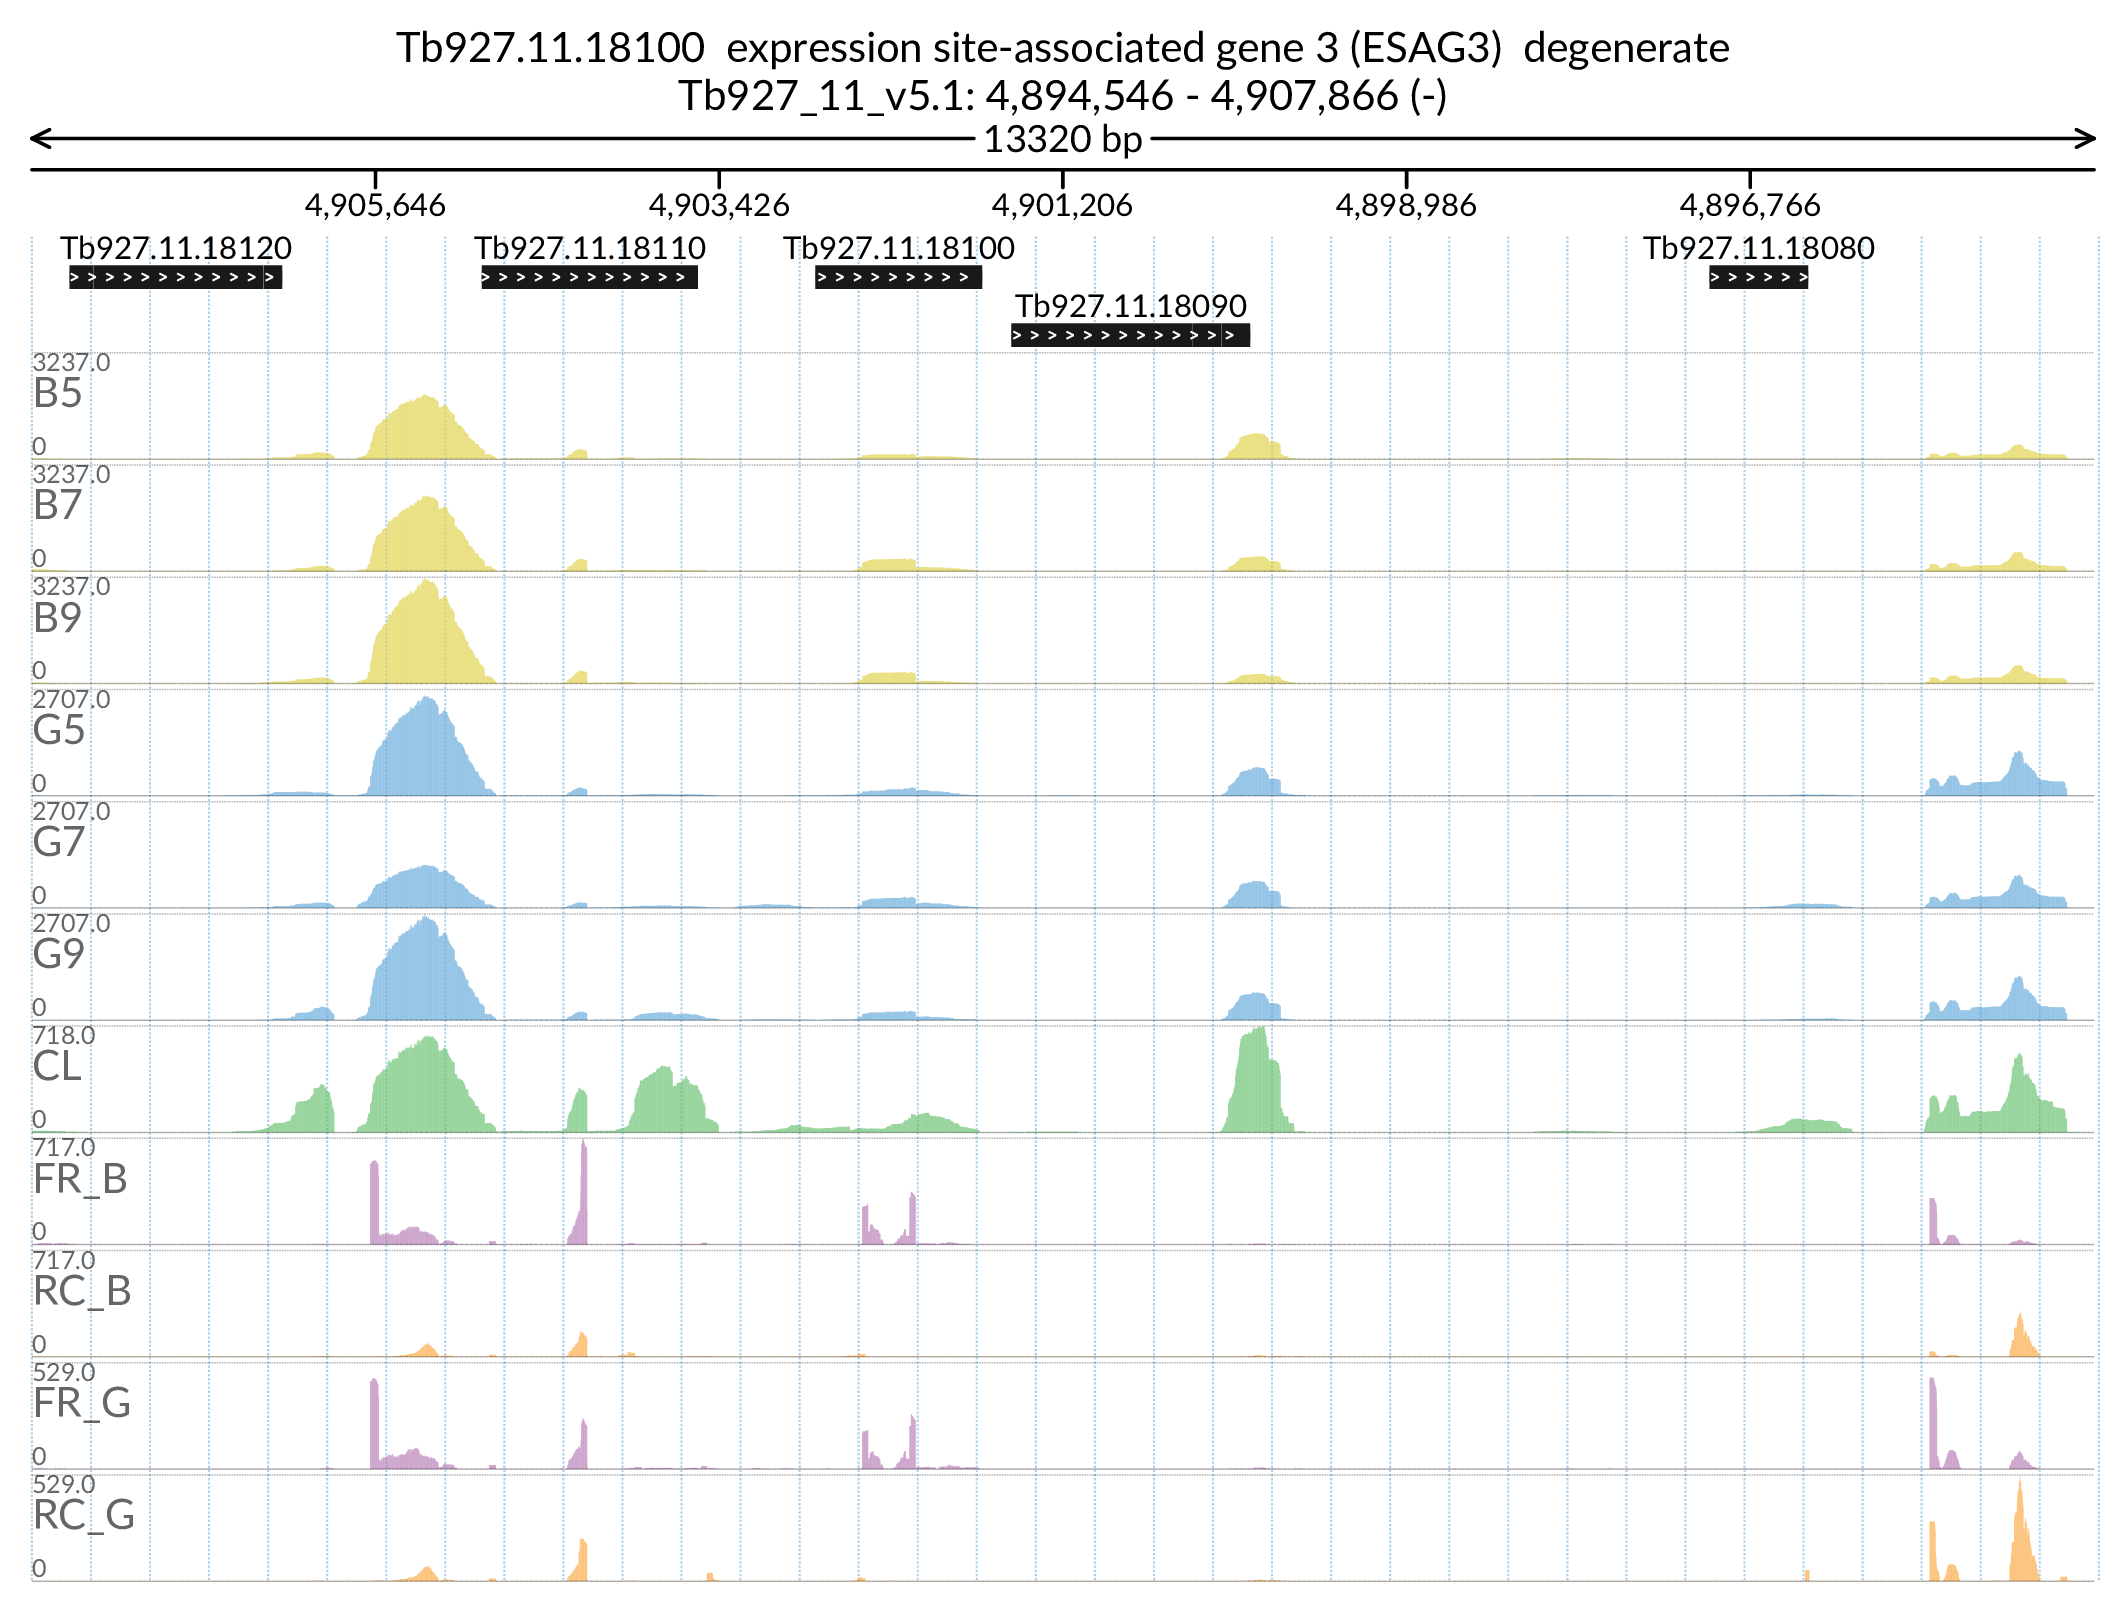 Tb927.11.18100  expression site-associated gene 3 (ESAG3)  degenerate
Tb927_11_v5.1: 4,894,546 - 4,907,866 (-)
13320 bp
4,905,646 4,903,426 4,901,206 4,898,986 4,896,766
Tb927.11.18120 Tb927.11.18110 Tb927.11.18100 Tb927.11.18080
Tb927.11.18090
3237.0
B5
0
3237.0
B7
0
3237.0
B9
0
2707.0
G5
0
2707.0
G7
0
2707.0
G9
0
718.0
CL
0
717.0
FR_B
0
717.0
RC_B
0
529.0
FR_G
0
529.0
RC_G
0